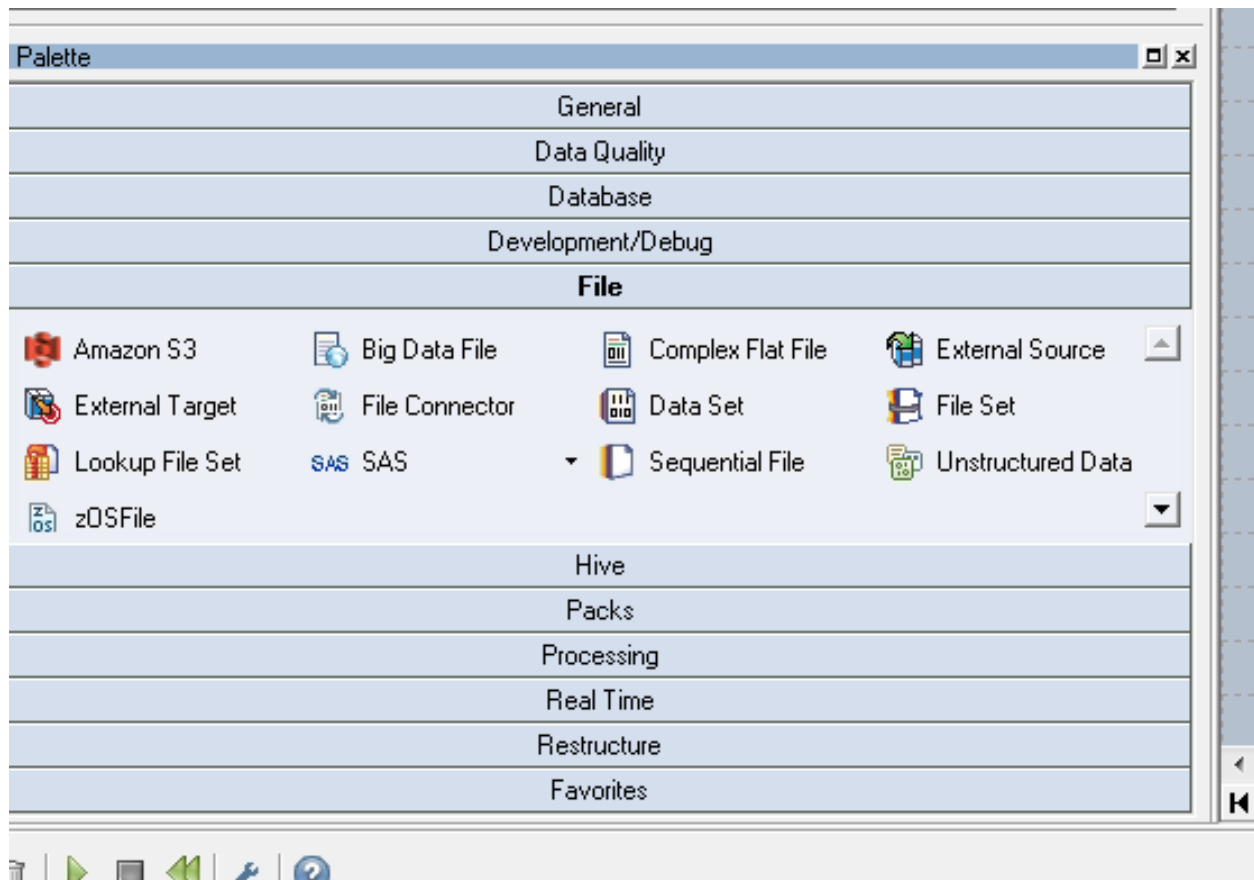 Palette
General
Data Quality
Database
Development/Debug
File
Amazon S3 Big Data File Complex Flat File External Source
External Target File Connector Data Set File Set
Lookup File Set SAS SAS Sequential File Unstructured Data
zOSFile
Hive
Packs
Processing
Real Time
Restructure
Favorites